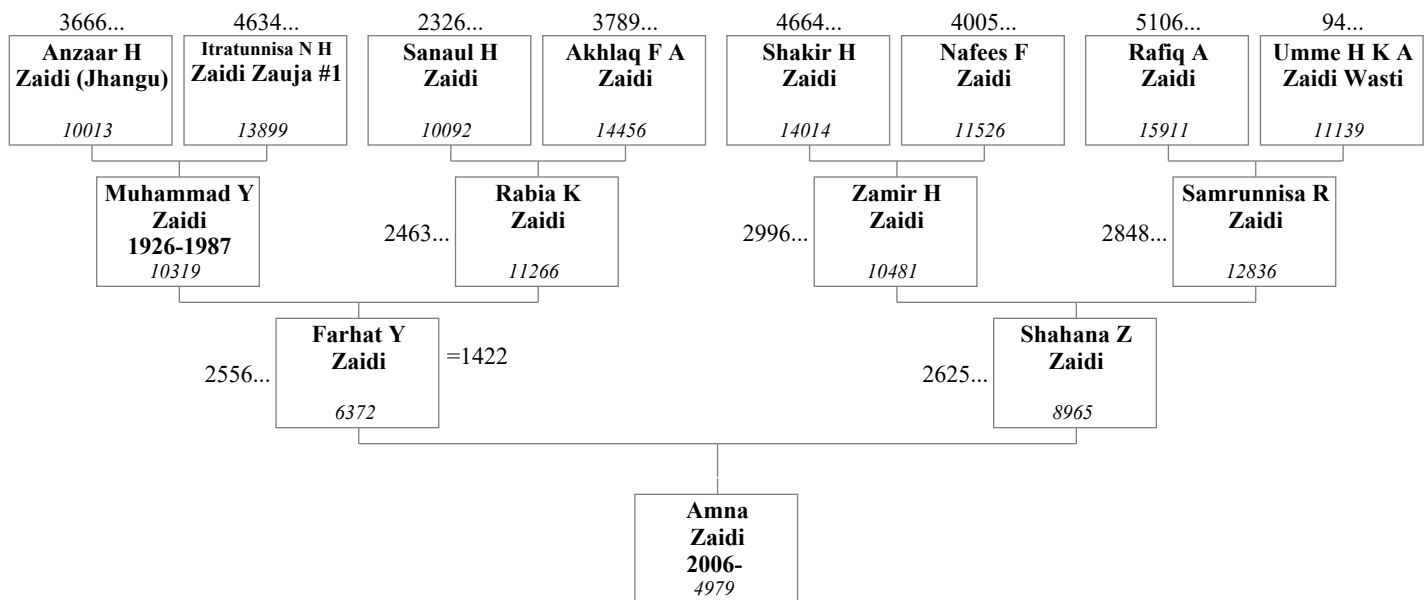 3666...
4634...
2326...
3789...
4664...
4005...
5106...
94...
Anzaar H
Zaidi (Jhangu)
10013
Itratunnisa N H
Zaidi Zauja #1
13899
Sanaul H
Zaidi
10092
Akhlaq F A
Zaidi
14456
Shakir H
Zaidi
14014
Nafees F
Zaidi
11526
Rafiq A
Zaidi
15911
Umme H K A
Zaidi Wasti
11139
Muhammad Y
Zaidi
1926-1987
10319
2463...
Rabia K
Zaidi
11266
2996...
Zamir H
Zaidi
10481
2848...
Samrunnisa R
Zaidi
12836
2556...
Farhat Y
Zaidi
6372
=1422
2625...
Shahana Z
Zaidi
8965
Amna
Zaidi
2006-
4979